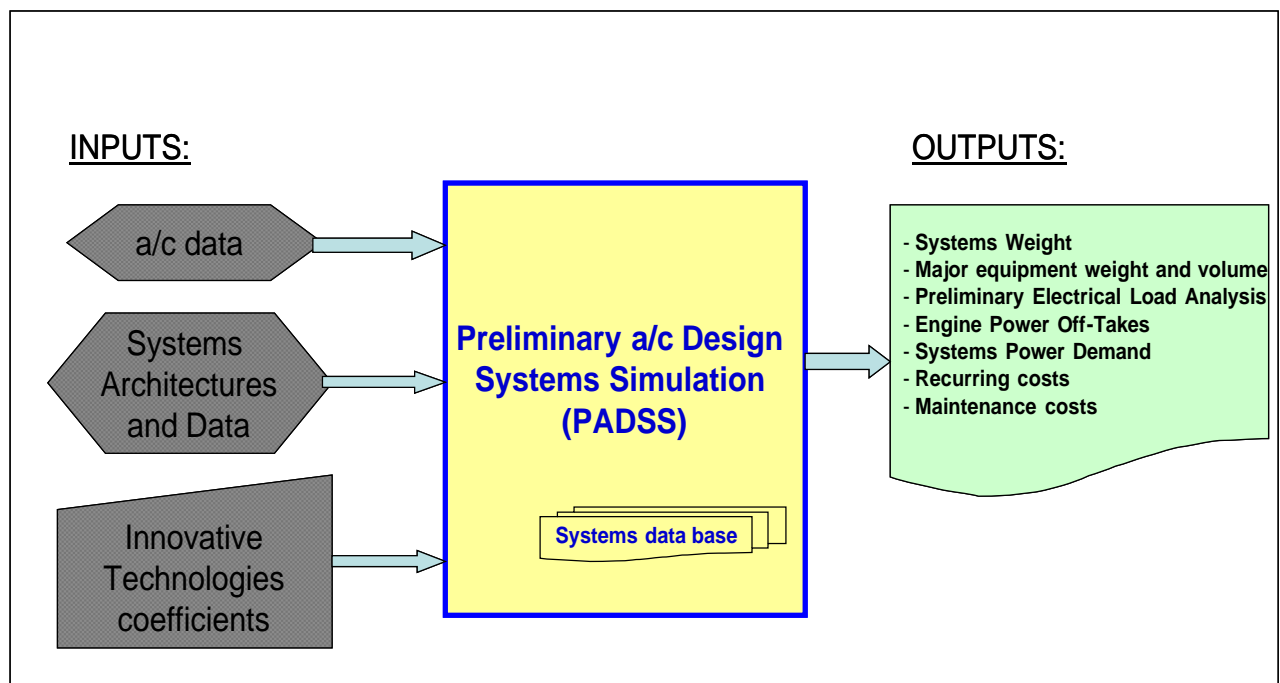 INPUTS:
a/c data
Systems
Architectures
and Data
Innovative
Technologies
coefficients
Preliminary a/c Design
Systems Simulation
(PADSS)
Systems data base
OUTPUTS:
- Systems Weight
- Major equipment weight and volume
- Preliminary Electrical Load Analysis
- Engine Power Off-Takes
- Systems Power Demand
- Recurring costs
- Maintenance costs